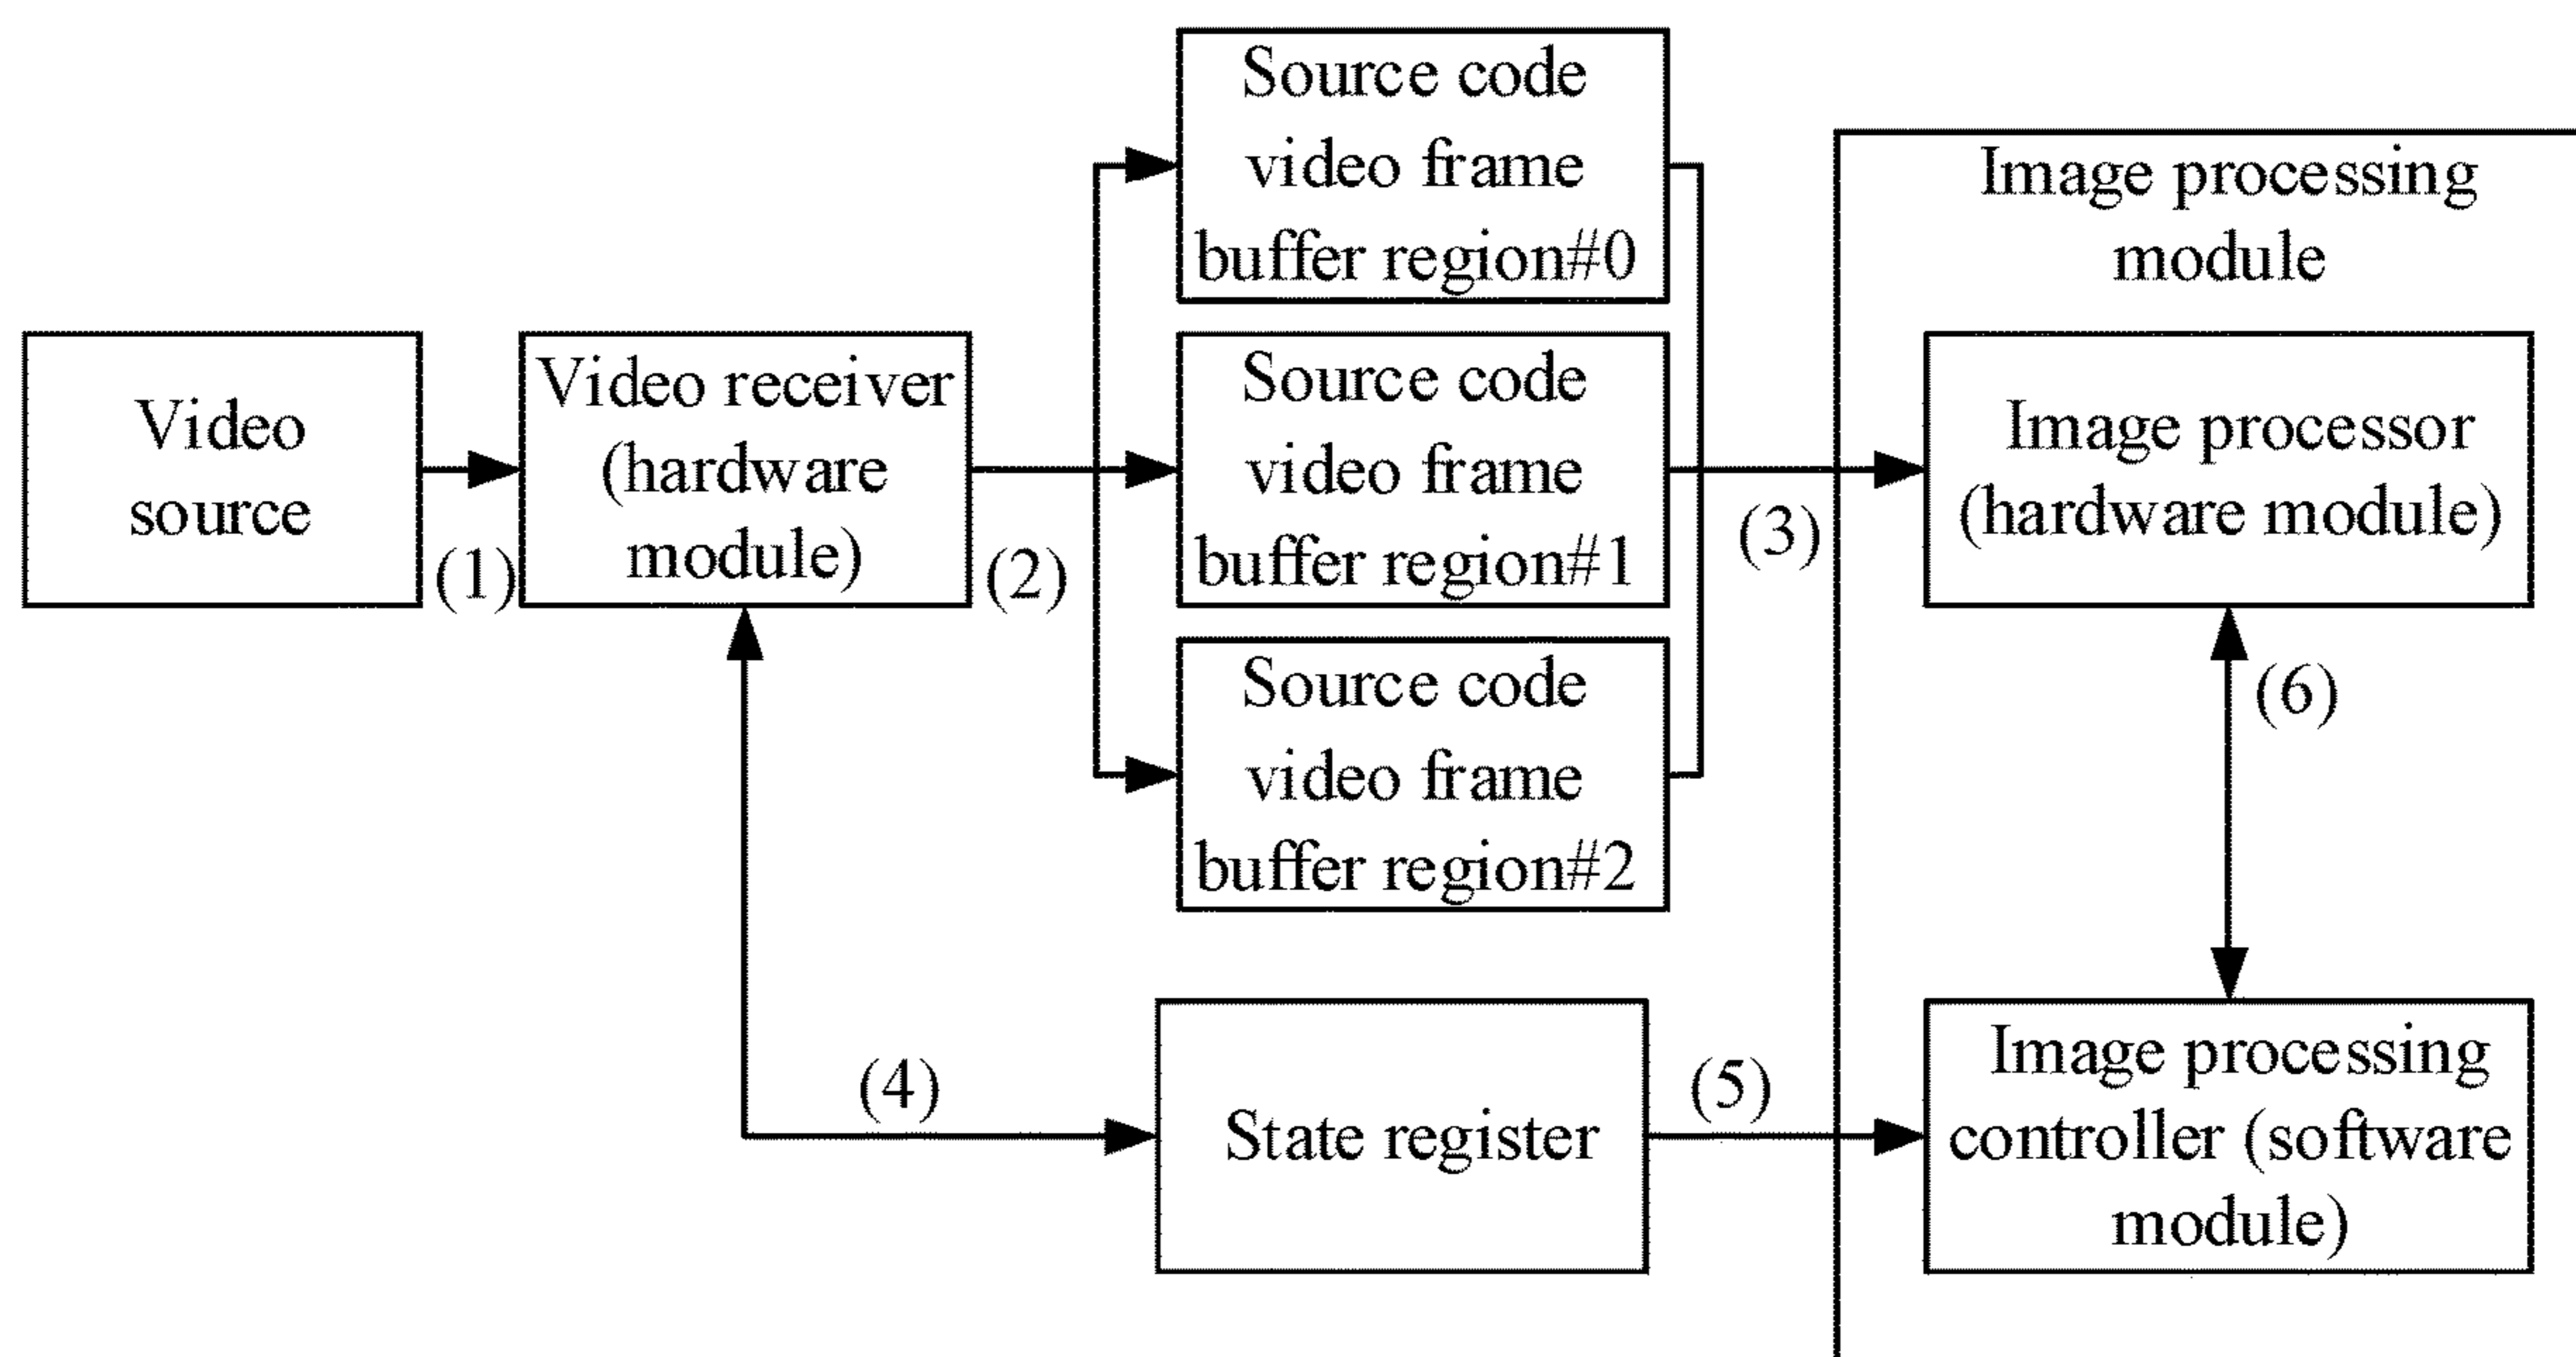 Video
source
(1)
Video receiver
(hardware
module)
(2)
Source code
video frame
buffer region#0
Source code
video frame
buffer region#1
Source code
video frame
buffer region#2
(3)
Image processing
module
Image processor
(hardware module)
(6)
(4)
State register
(5)
Image processing
controller (software
module)